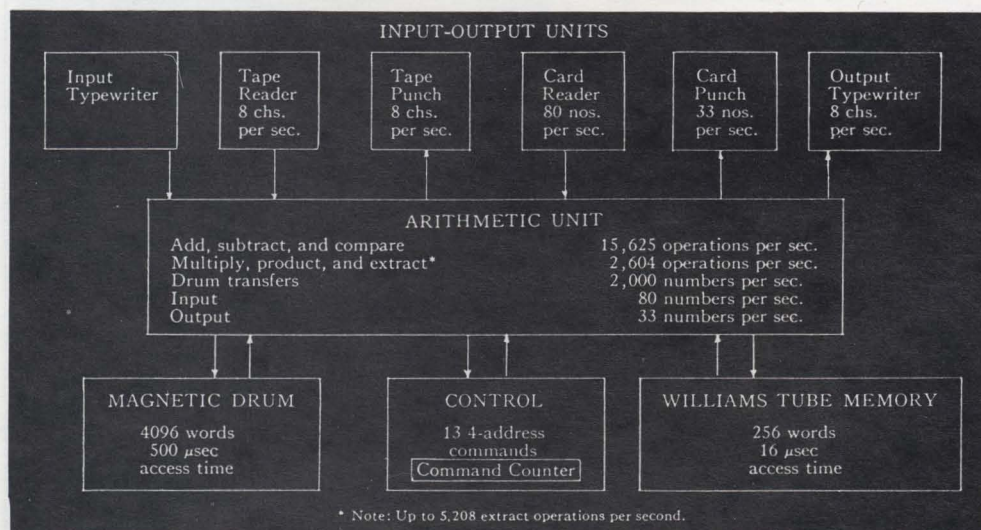 INPUT-OUTPUT UNITS
Input
Typewriter
Tape
Reader
8 chs.
per sec.
Tape
Punch
8 chs.
per sec.
Card
Reader
80 nos.
per sec.
Card
Punch
33 nos.
per sec.
Output
Typewriter
8 chs.
per sec.
ARITHMETIC UNIT
Add, subtract, and compare 15,625 operations per sec.
Multiply, product, and extract* 2,604 operations per sec.
Drum transfers 2,000 numbers per sec.
Input 80 numbers per sec.
Output 33 numbers per sec.
MAGNETIC DRUM
4096 words
500 μsec
access time
CONTROL
13 4-address
commands
Command Counter
WILLIAMS TUBE MEMORY
256 words
16 μsec
access time
* Note: Up to 5,208 extract operations per second.